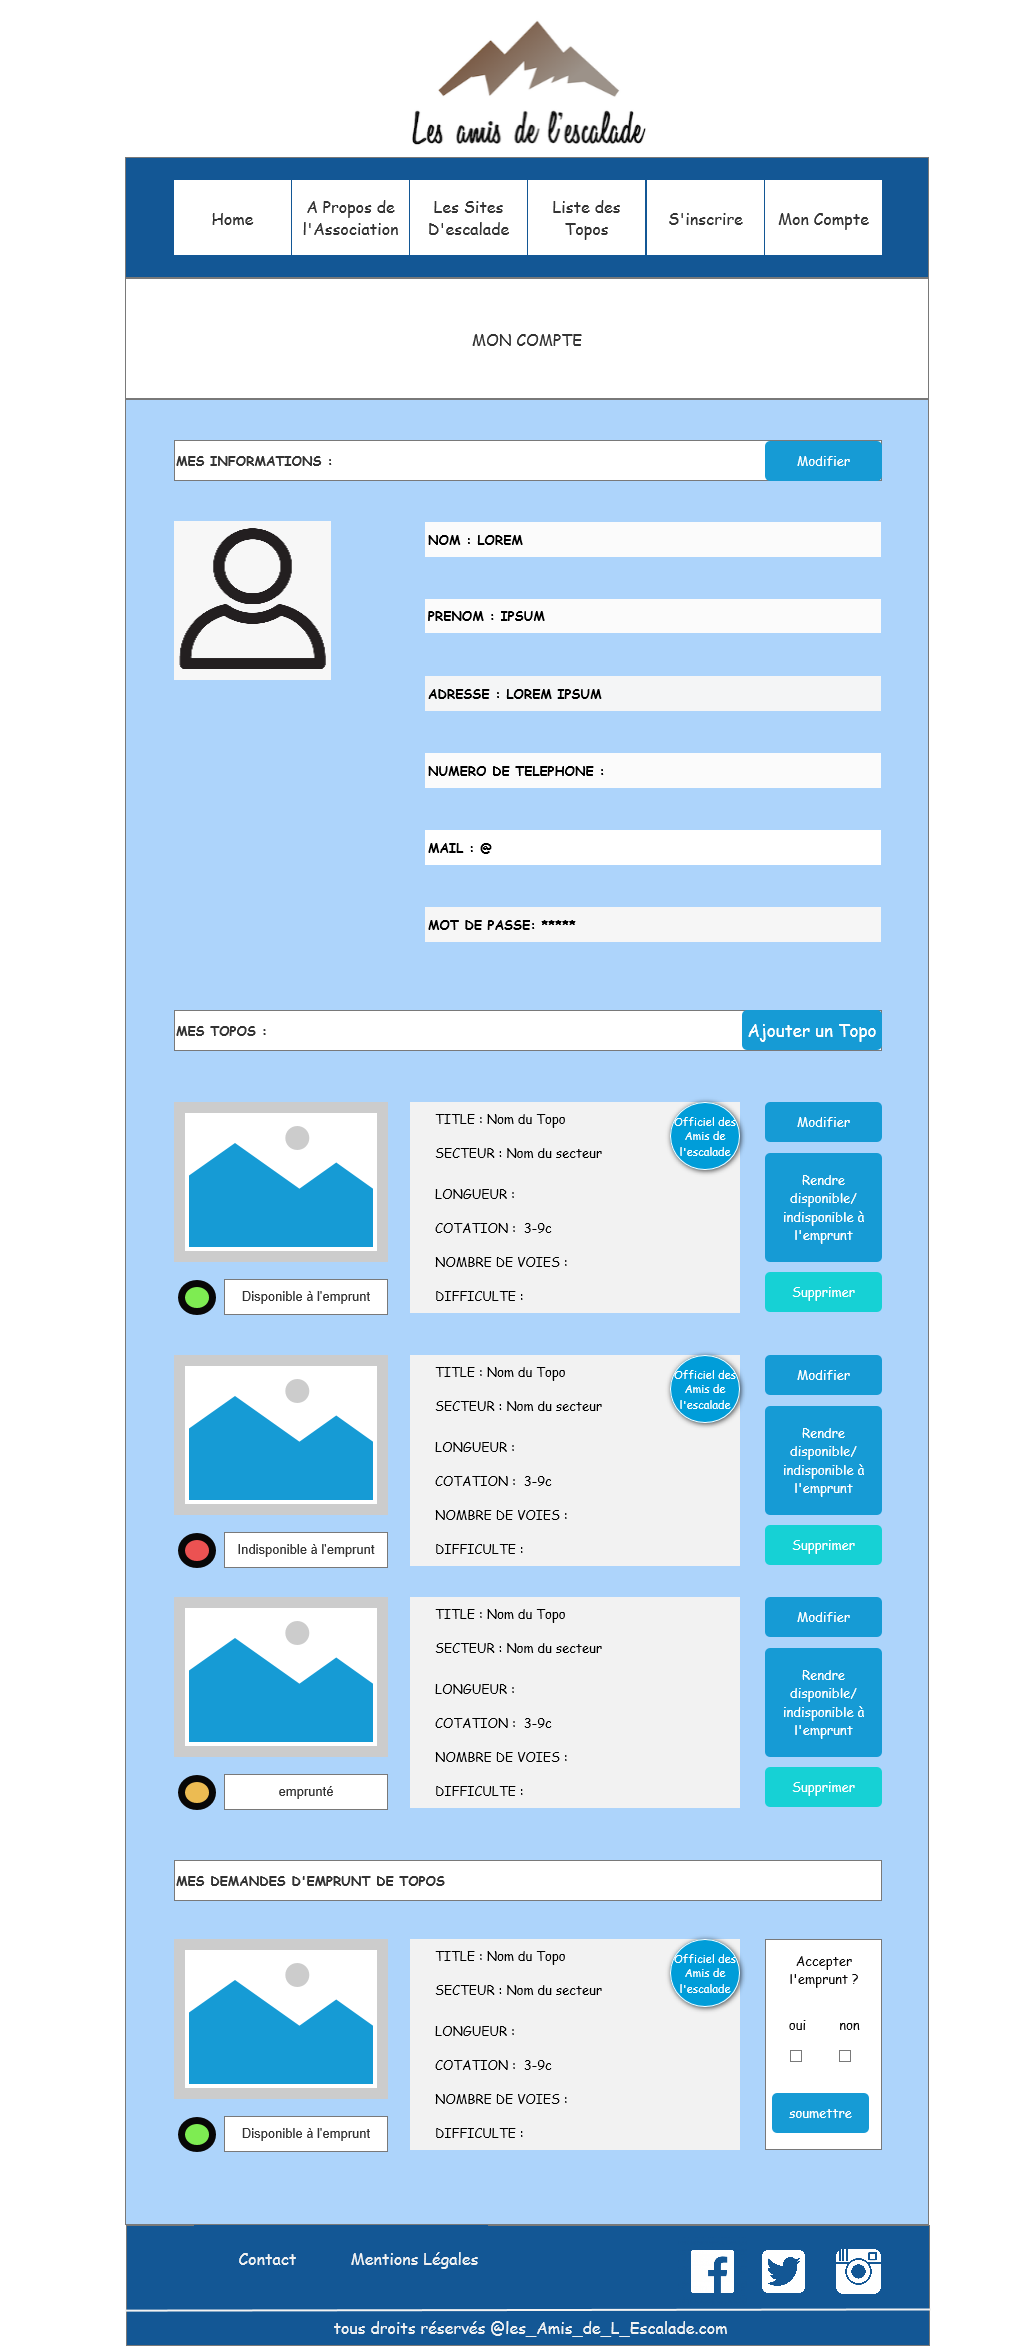 Les amis de l'escalade
Home
A Propos de
l'Association
Les Sites
D'escalade
Liste des
Topos
S'inscrire
Mon Compte
MON COMPTE
MES INFORMATIONS :
Modifier
NOM : LOREM
PRENOM : IPSUM
ADRESSE : LOREM IPSUM
NUMERO DE TELEPHONE :
MAIL : @
MOT DE PASSE: *****
MES TOPOS :
Ajouter un Topo
TITLE : Nom du Topo
SECTEUR : Nom du secteur
LONGUEUR :
COTATION : 3-9c
NOMBRE DE VOIES :
DIFFICULTE :
Officiel des
Amis de
l'escalade
Modifier
Rendre
disponible/
indisponible à
l'emprunt
Supprimer
Disponible à l'emprunt
TITLE : Nom du Topo
SECTEUR : Nom du secteur
LONGUEUR :
COTATION : 3-9c
NOMBRE DE VOIES :
DIFFICULTE :
Officiel des
Amis de
l'escalade
Modifier
Rendre
disponible/
indisponible à
l'emprunt
Supprimer
Indisponible à l'emprunt
TITLE : Nom du Topo
SECTEUR : Nom du secteur
LONGUEUR :
COTATION : 3-9c
NOMBRE DE VOIES :
DIFFICULTE :
Modifier
Rendre
disponible/
indisponible à
l'emprunt
Supprimer
emprunté
MES DEMANDES D'EMPRUNT DE TOPOS
TITLE : Nom du Topo
SECTEUR : Nom du secteur
LONGUEUR :
COTATION : 3-9c
NOMBRE DE VOIES :
DIFFICULTE :
Officiel des
Amis de
l'escalade
Accepter
l'emprunt ?
oui non
soumettre
Disponible à l'emprunt
Contact
Mentions Légales
tous droits réservés @les_Amis_de_L_Escalade.com